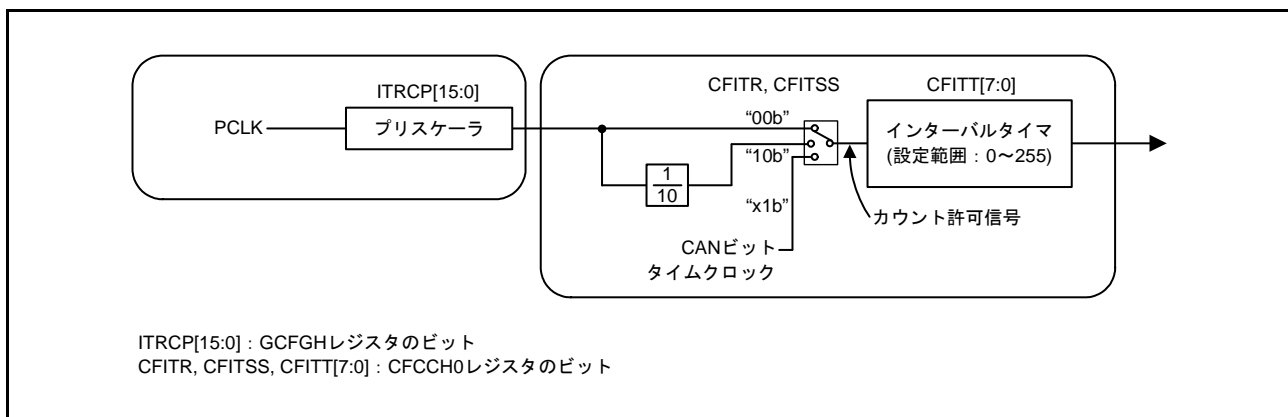 ITRCP[15:0]
PCLK
プリスケーラ
CFITR, CFITSS
CFITT[7:0]
“00b”
“10b”
“x1b”
1
10
インターバルタイマ
(設定範囲：0～255)
カウント許可信号
CANビット
タイムクロック
ITRCP[15:0]：GCFGHレジスタのビット
CFITR, CFITSS, CFITT[7:0]：CFCCH0レジスタのビット